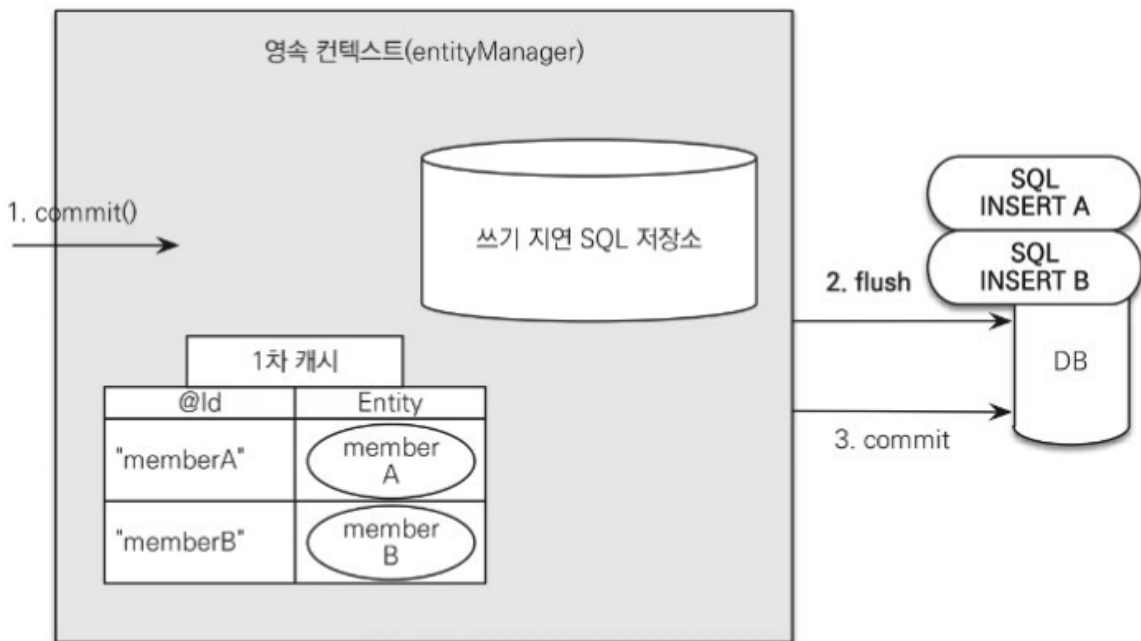 영속 컨텍스트(entityManager)
1. commit()
쓰기 지연 SQL 저장소
SQL
INSERT A
SQL
INSERT B
2. flush
DB
3. commit
1차 캐시
@Id
Entity
"memberA"
member
A
"memberB"
member
B